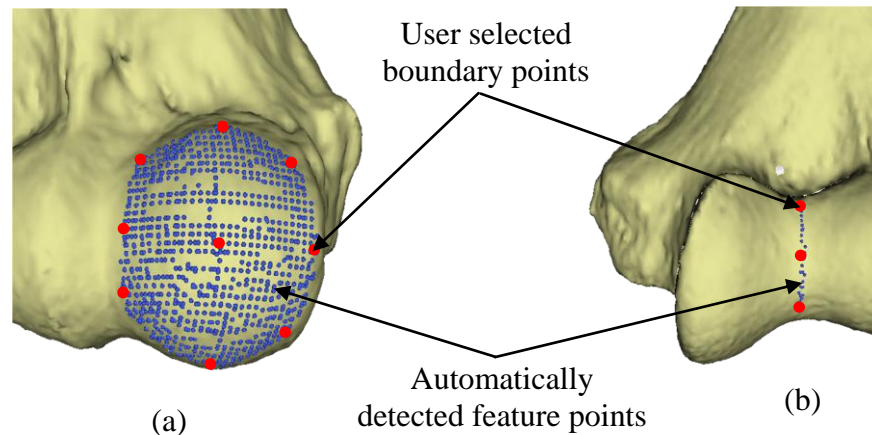 User selected
boundary points
Automatically
detected feature points
(a)
(b)